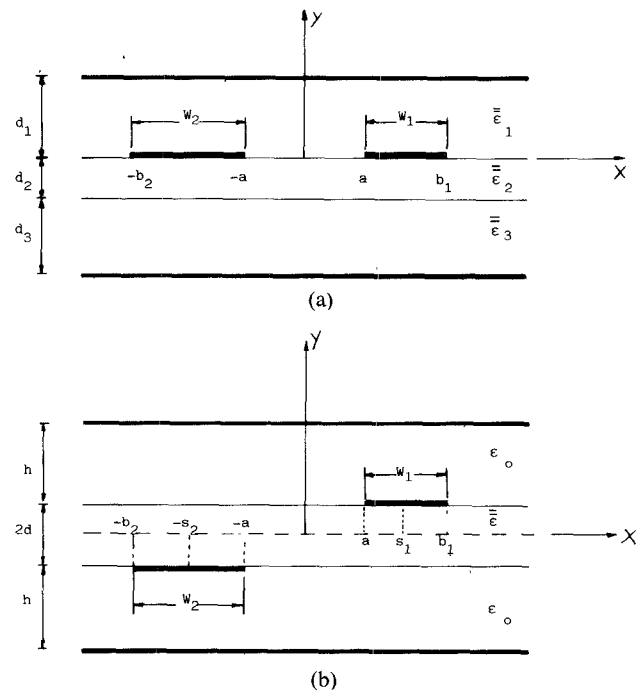 y
d₁
W₂
W₁
ε̿₁
-b₂
-a
a
b₁
X
d₂
ε̿₂
d₃
ε̿₃
(a)
y
h
ε₀
W₁
2d
-b₂
-s₂
-a
a
s₁
b₁
ε̿
X
W₂
h
ε₀
(b)